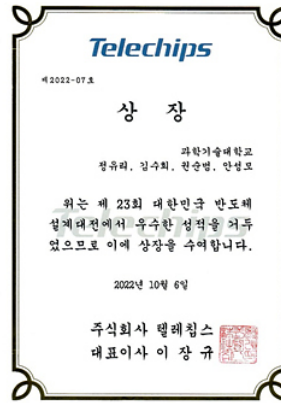 Telechips
제2022-07호
상 장
과학기술대학교
정유리, 김수희, 권순범, 안성모
위는 제 23회 대한민국 반도체
설계대전에서 우수한 성적을 거두
었으므로 이에 상장을 수여합니다.
2022년 10월 6일
주식회사 텔레칩스
대표이사 이 장 규